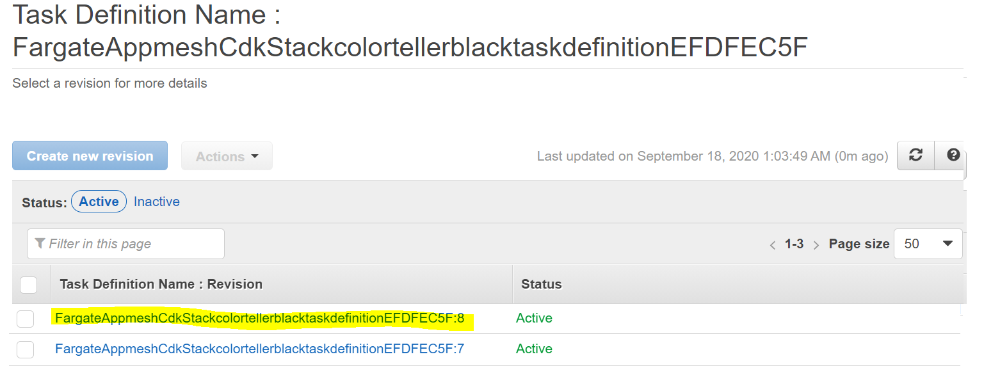 Task Definition Name :
FargateAppmeshCdkStackcolortellerblacktaskdefinitionEFDFEC5F
Select a revision for more details
Create new revision Actions Last updated on September 18, 2020 1:03:49 AM (0m ago)
Status: Active Inactive
Filter in this page 1-3 Page size 50
Task Definition Name : Revision Status
FargateAppmeshCdkStackcolortellerblacktaskdefinitionEFDFEC5F:8 Active
FargateAppmeshCdkStackcolortellerblacktaskdefinitionEFDFEC5F:7 Active